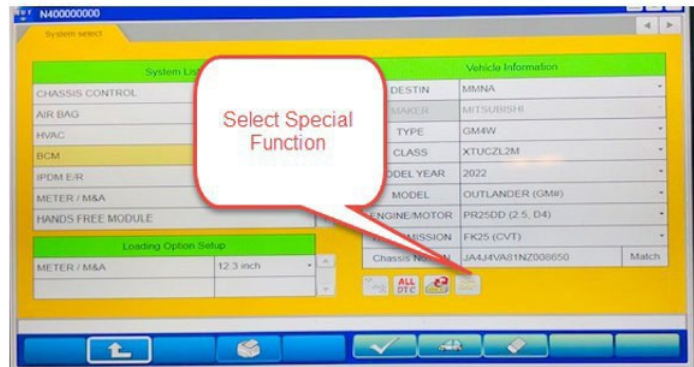 N400000000
System select
System Lis
Vehicle Information
CHASSIS CONTROL
AIR BAG
HVAC
BCM
IPDM E/R
METER / M&A
HANDS FREE MODULE
Select Special
Function
DESTIN MMNA
MAKER MITSUBISHI
TYPE GM4W
CLASS XTUCZL2M
ODEL YEAR 2022
MODEL OUTLANDER (GM#)
ENGINE/MOTOR PR25DD (2.5, D4)
MISSION FK25 (CVT)
Chassis No JA4J4VA81NZ008650 Match
Loading Option Setup
METER / M&A 12.3 inch
ALL
DTC